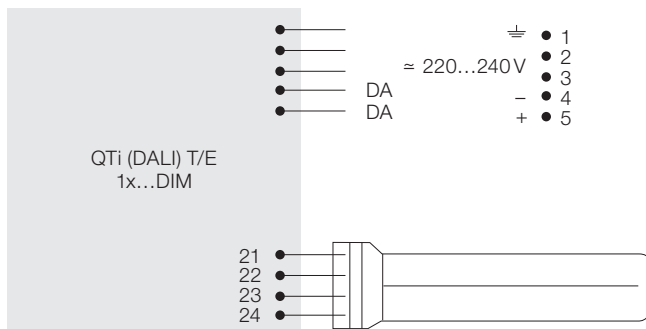 1
2
≃ 220...240 V
3
DA – 4
DA + 5
QTi (DALI) T/E
1x...DIM
21
22
23
24